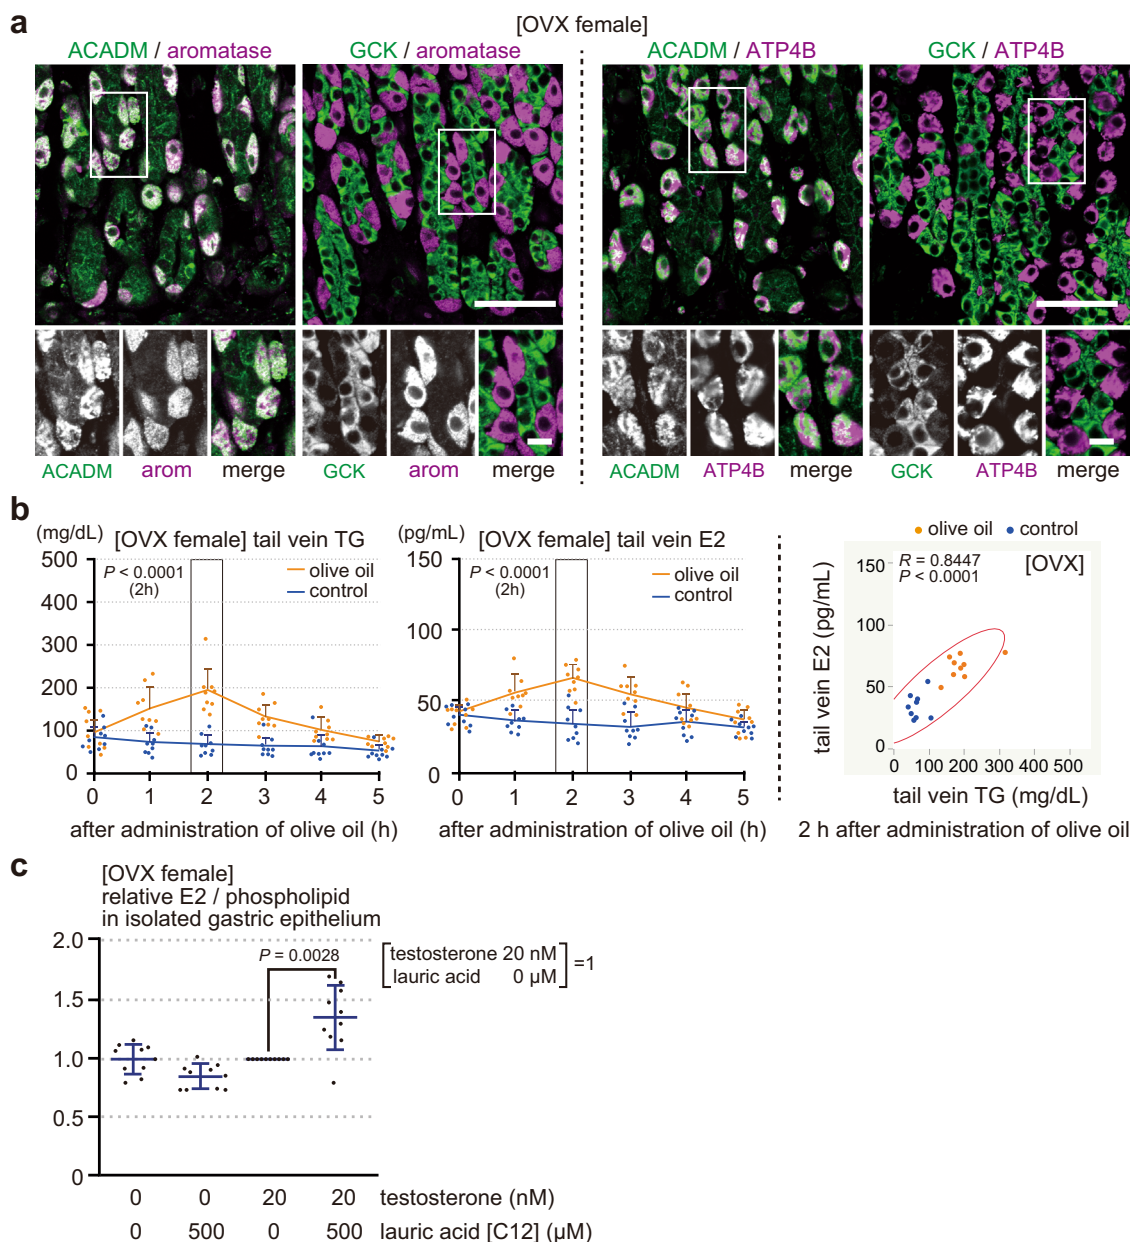 a
[OVX female]
ACADM / aromatase
GCK / aromatase
ACADM / ATP4B
GCK / ATP4B
ACADM
arom
merge
GCK
arom
merge
ACADM
ATP4B
merge
GCK
ATP4B
merge
b
(mg/dL)
[OVX female] tail vein TG
500
400
300
200
100
0
P < 0.0001
(2h)
olive oil
control
0 1 2 3 4 5
after administration of olive oil (h)
(pg/mL)
[OVX female] tail vein E2
150
100
50
0
P < 0.0001
(2h)
olive oil
control
0 1 2 3 4 5
after administration of olive oil (h)
olive oil
control
R = 0.8447
P < 0.0001
[OVX]
tail vein E2 (pg/mL)
150
100
50
0
0 100 200 300 400 500
tail vein TG (mg/dL)
2 h after administration of olive oil
c
[OVX female]
relative E2 / phospholipid
in isolated gastric epithelium
2.0
1.5
1.0
0.5
0
P = 0.0028
testosterone 20 nM
lauric acid 0 µM
=1
0 0 20 20 testosterone (nM)
0 500 0 500 lauric acid [C12] (µM)